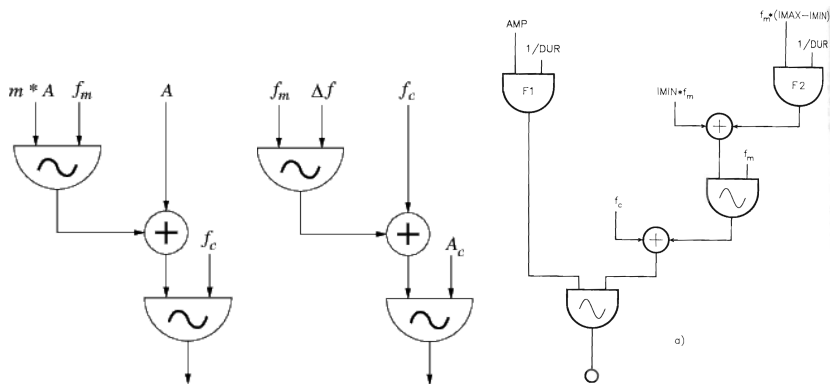 m * A
f_m
A
f_c
f_m
Δf
f_c
A_c
AMP
1/DUR
F1
f_m*(IMAX-IMIN)
1/DUR
F2
IMIN*f_m
f_m
f_c
a)